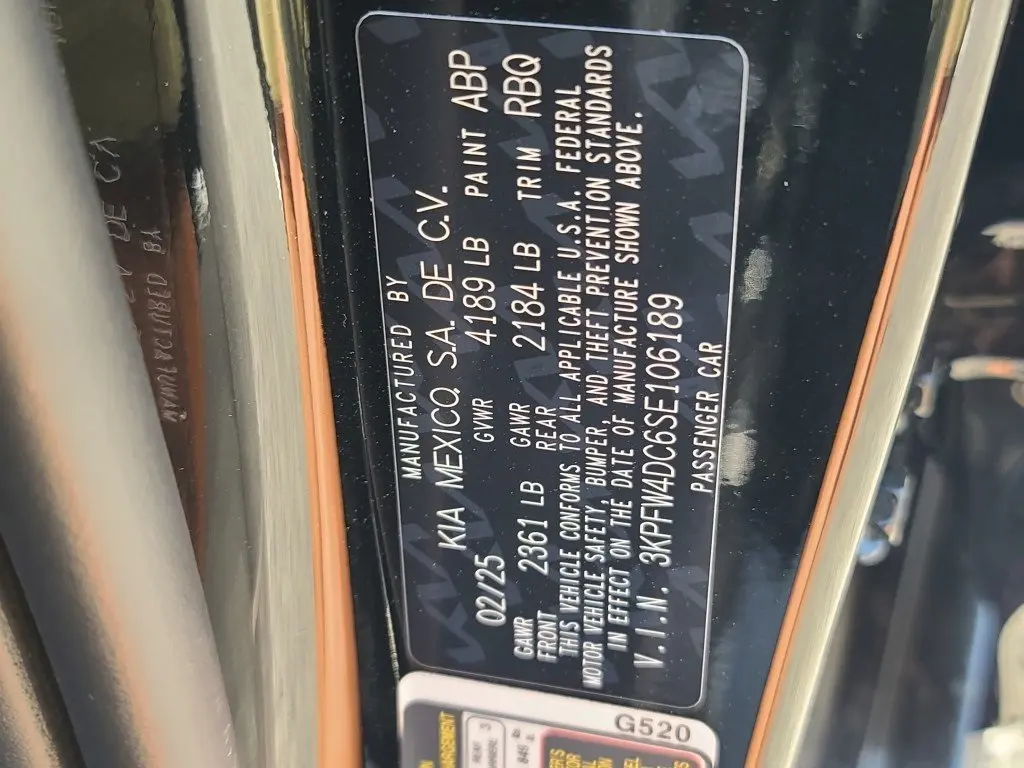 MANUFACTURED BY
KIA MEXICO, S.A. DE C.V.
02/25 GVWR 4189 LB PAINT ABP
GAWR FRONT 2361 LB GAWR REAR 2184 LB TRIM RBQ
THIS VEHICLE CONFORMS TO ALL APPLICABLE U.S.A. FEDERAL
MOTOR VEHICLE SAFETY BUMPER, AND THEFT PREVENTION STANDARDS
IN EFFECT ON THE DATE OF MANUFACTURE SHOWN ABOVE.
V.I.N. 3KPFW4DC6SE106189
PASSENGER CAR
G520
3